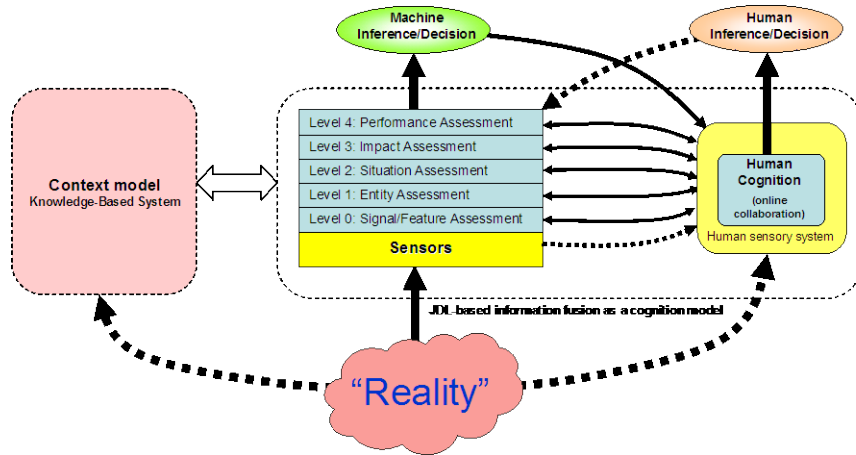 Machine
Inference/Decision
Human
Inference/Decision
Level 4: Performance Assessment
Level 3: Impact Assessment
Level 2: Situation Assessment
Level 1: Entity Assessment
Level 0: Signal/Feature Assessment
Sensors
Context model
Knowledge-Based System
Human
Cognition
(online
collaboration)
Human sensory system
JDL-based information fusion as a cognition model
“Reality”